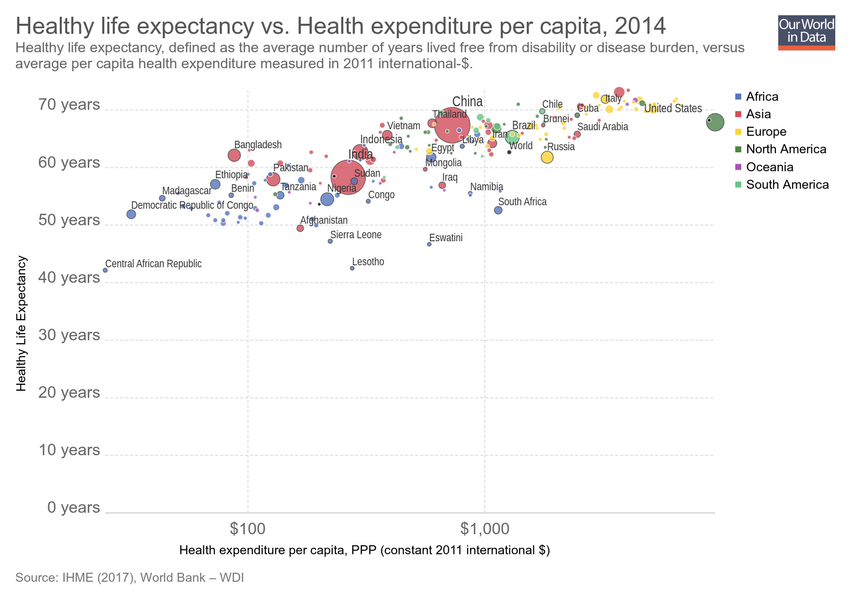 Healthy life expectancy vs. Health expenditure per capita, 2014
Our World
in Data
Healthy life expectancy, defined as the average number of years lived free from disability or disease burden, versus
average per capita health expenditure measured in 2011 international-$.
70 years
60 years
50 years
40 years
30 years
20 years
10 years
0 years
Healthy Life Expectancy
China
Thailand
Vietnam
Indonesia
Bangladesh
India
Pakistan
Sudan
Ethiopia
Madagascar
Benin
Tanzania
Nigeria
Congo
Democratic Republic of Congo
Afghanistan
Sierra Leone
Eswatini
Central African Republic
Lesotho
Egypt
Mongolia
Iraq
Namibia
South Africa
Libya
Iran
World
Brazil
Brunei
Chile
Cuba
Italy
United States
Saudi Arabia
Russia
Africa
Asia
Europe
North America
Oceania
South America
$100
$1,000
Health expenditure per capita, PPP (constant 2011 international $)
Source: IHME (2017), World Bank – WDI